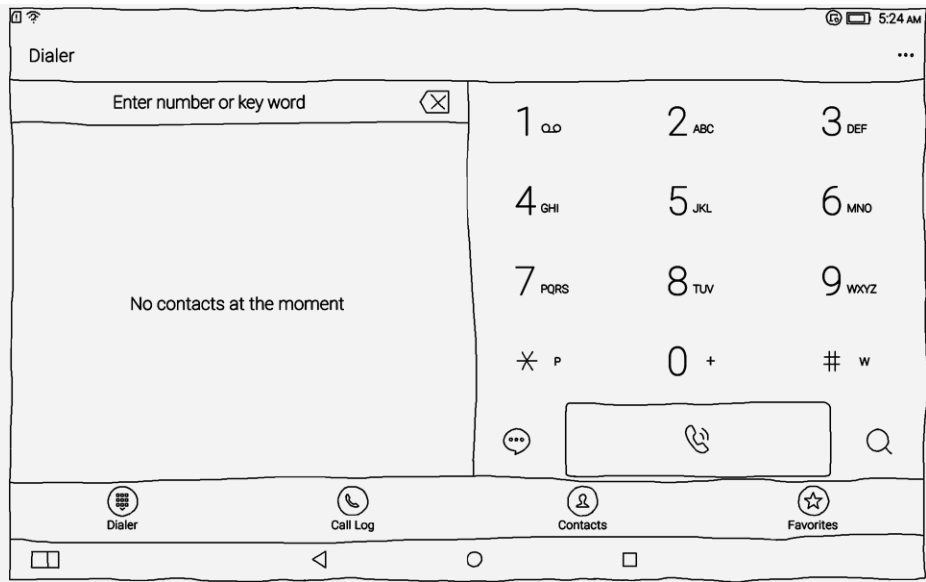 5:24 AM
Dialer
Enter number or key word
No contacts at the moment
1
2 ABC
3 DEF
4 GHI
5 JKL
6 MNO
7 PQRS
8 TUV
9 WXYZ
* P
0 +
# W
Dialer
Call Log
Contacts
Favorites